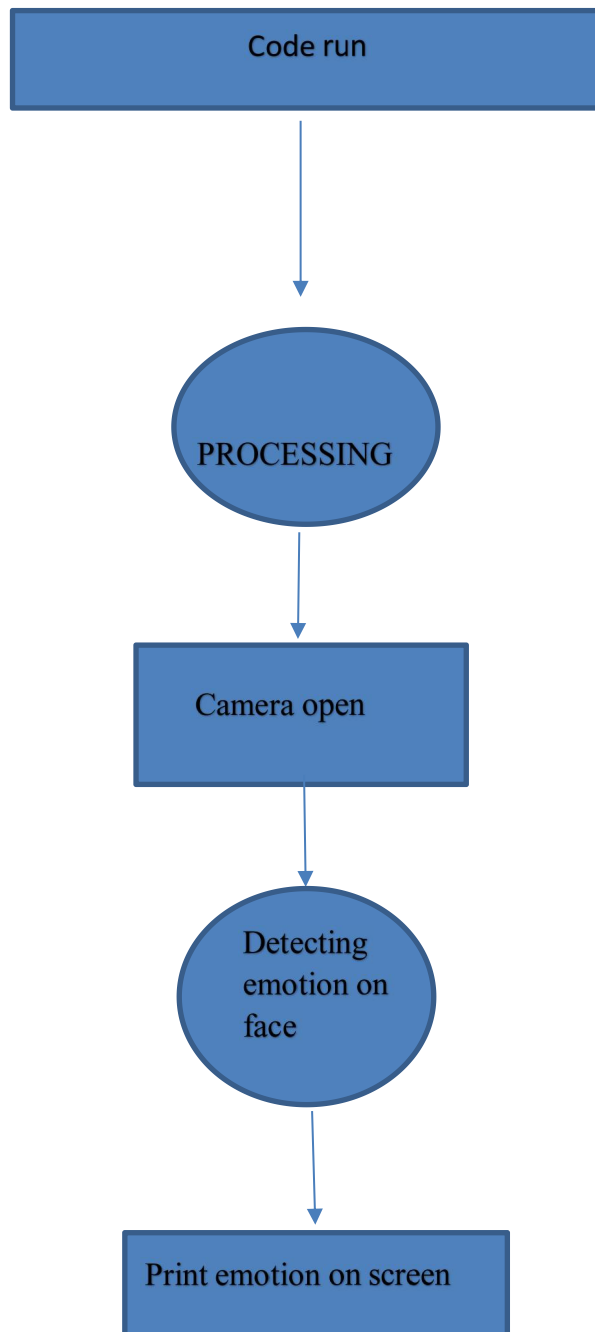 Code run
PROCESSING
Camera open
Detecting
emotion on
face
Print emotion on screen